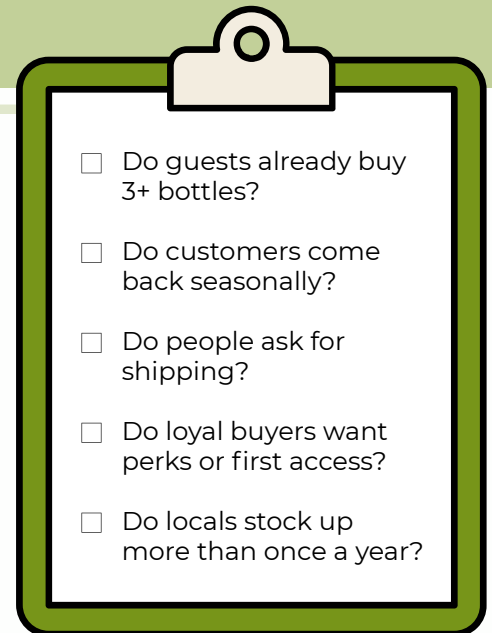 Do guests already buy
3+ bottles?
Do customers come
back seasonally?
Do people ask for
shipping?
Do loyal buyers want
perks or first access?
Do locals stock up
more than once a year?